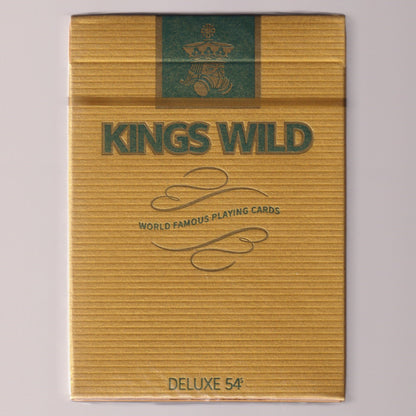 KINGS WILD
WORLD FAMOUS PLAYING CARDS
DELUXE 54's